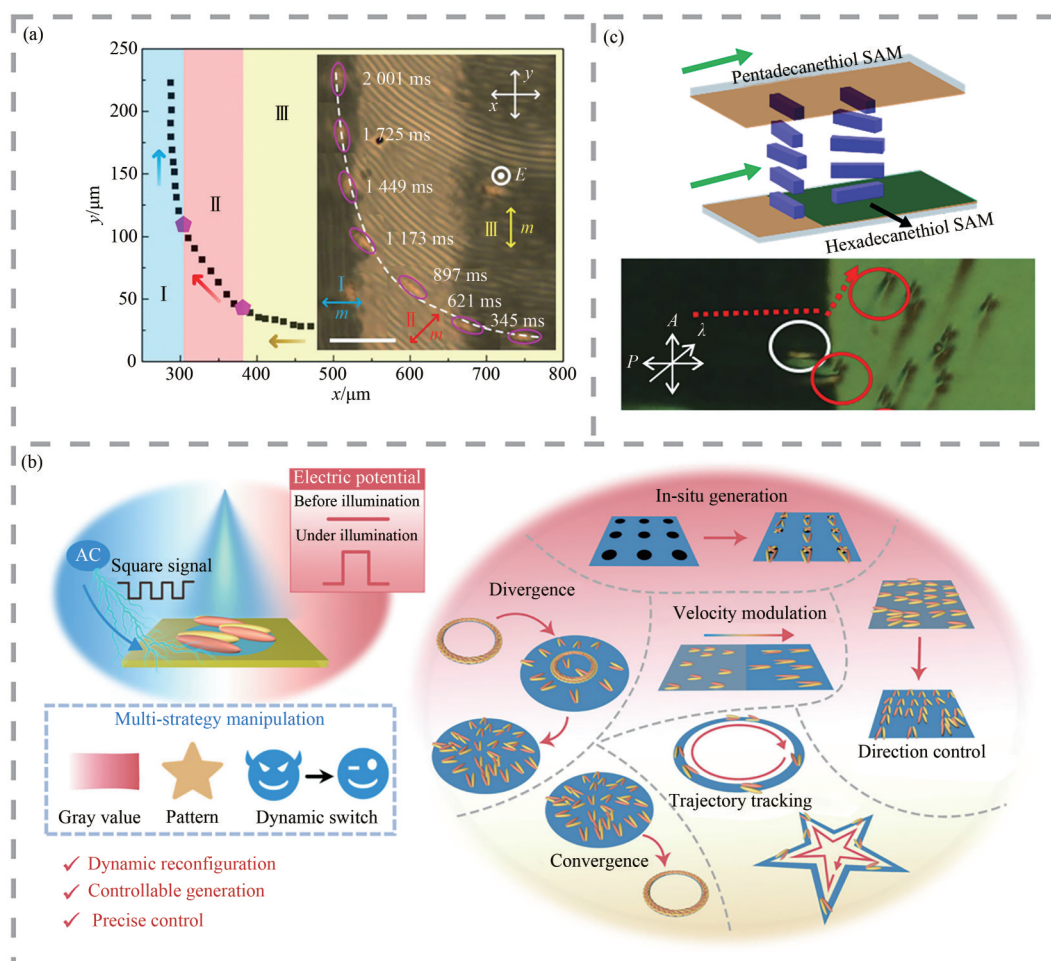 (a)
250
200
150
100
50
0
y/μm
300
400
500
600
700
800
x/μm
I
II
III
2 001 ms
1 725 ms
1 449 ms
1 173 ms
897 ms
621 ms
345 ms
y
x
E
III
m
I
m
II
m
(c)
Pentadecanethiol SAM
Hexadecanethiol SAM
A
λ
P
(b)
Electric potential
Before illumination
Under illumination
AC
Square signal
Multi-strategy manipulation
Gray value
Pattern
Dynamic switch
✓ Dynamic reconfiguration
✓ Controllable generation
✓ Precise control
In-situ generation
Divergence
Velocity modulation
Direction control
Trajectory tracking
Convergence